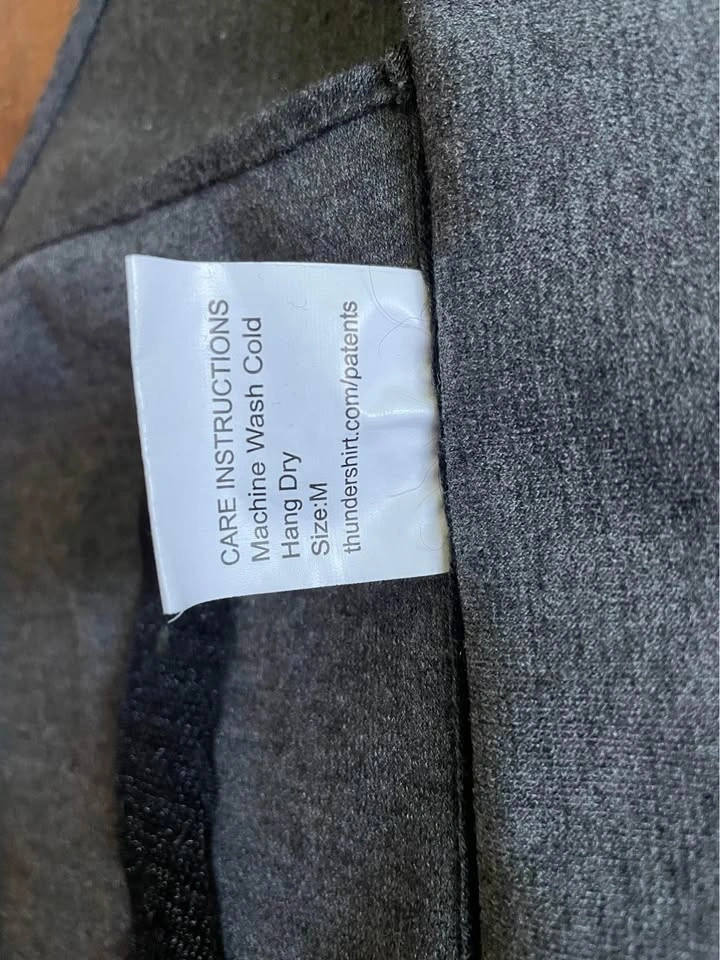 CARE INSTRUCTIONS
Machine Wash Cold
Hang Dry
Size:M
thundershirt.com/patents